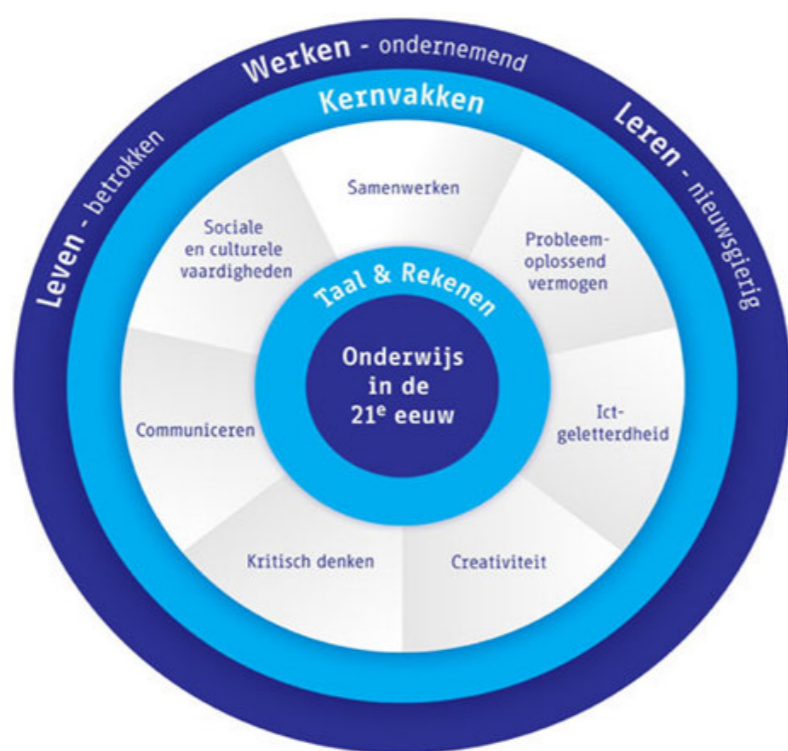 Werken - ondernemend
Leren - nieuwsgierig
Leven - betrokken
Kernvakken
Samenwerken
Probleem-
oplossend
vermogen
Ict-
geletterdheid
Creativiteit
Kritisch denken
Communiceren
Sociale
en culturele
vaardigheden
Taal & Rekenen
Onderwijs
in de
21e eeuw